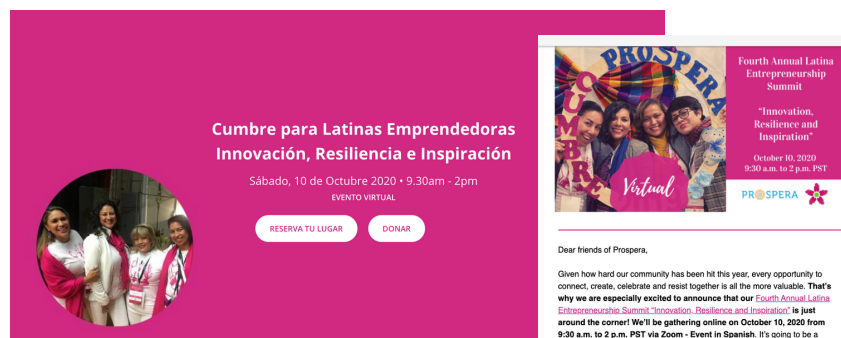 Cumbre para Latinas Emprendedoras
Innovación, Resiliencia e Inspiración
Sábado, 10 de Octubre 2020 • 9.30am - 2pm
EVENTO VIRTUAL
RESERVA TU LUGAR
DONAR
PROSPERA
CUMBRE
Virtual
Fourth Annual Latina
Entrepreneurship
Summit
“Innovation,
Resilience and
Inspiration”
October 10, 2020
9:30 a.m. to 2 p.m. PST
PROSPERA
Dear friends of Prospera,
Given how hard our community has been hit this year, every opportunity to
connect, create, celebrate and resist together is all the more valuable. That's
why we are especially excited to announce that our Fourth Annual Latina
Entrepreneurship Summit “Innovation, Resilience and Inspiration” is just
around the corner! We'll be gathering online on October 10, 2020 from
9:30 a.m. to 2 p.m. PST via Zoom - Event in Spanish. It's going to be a